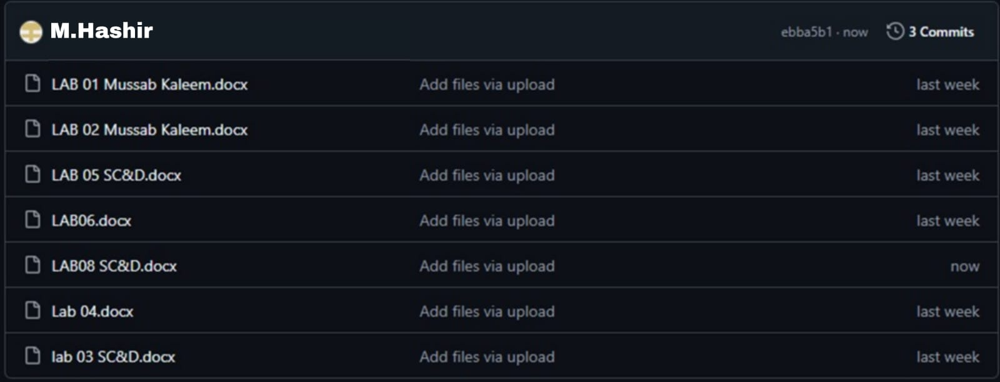 M.Hashir ebba5b1 · now 3 Commits
LAB 01 Mussab Kaleem.docx Add files via upload last week
LAB 02 Mussab Kaleem.docx Add files via upload last week
LAB 05 SC&D.docx Add files via upload last week
LAB06.docx Add files via upload last week
LAB08 SC&D.docx Add files via upload now
Lab 04.docx Add files via upload last week
lab 03 SC&D.docx Add files via upload last week